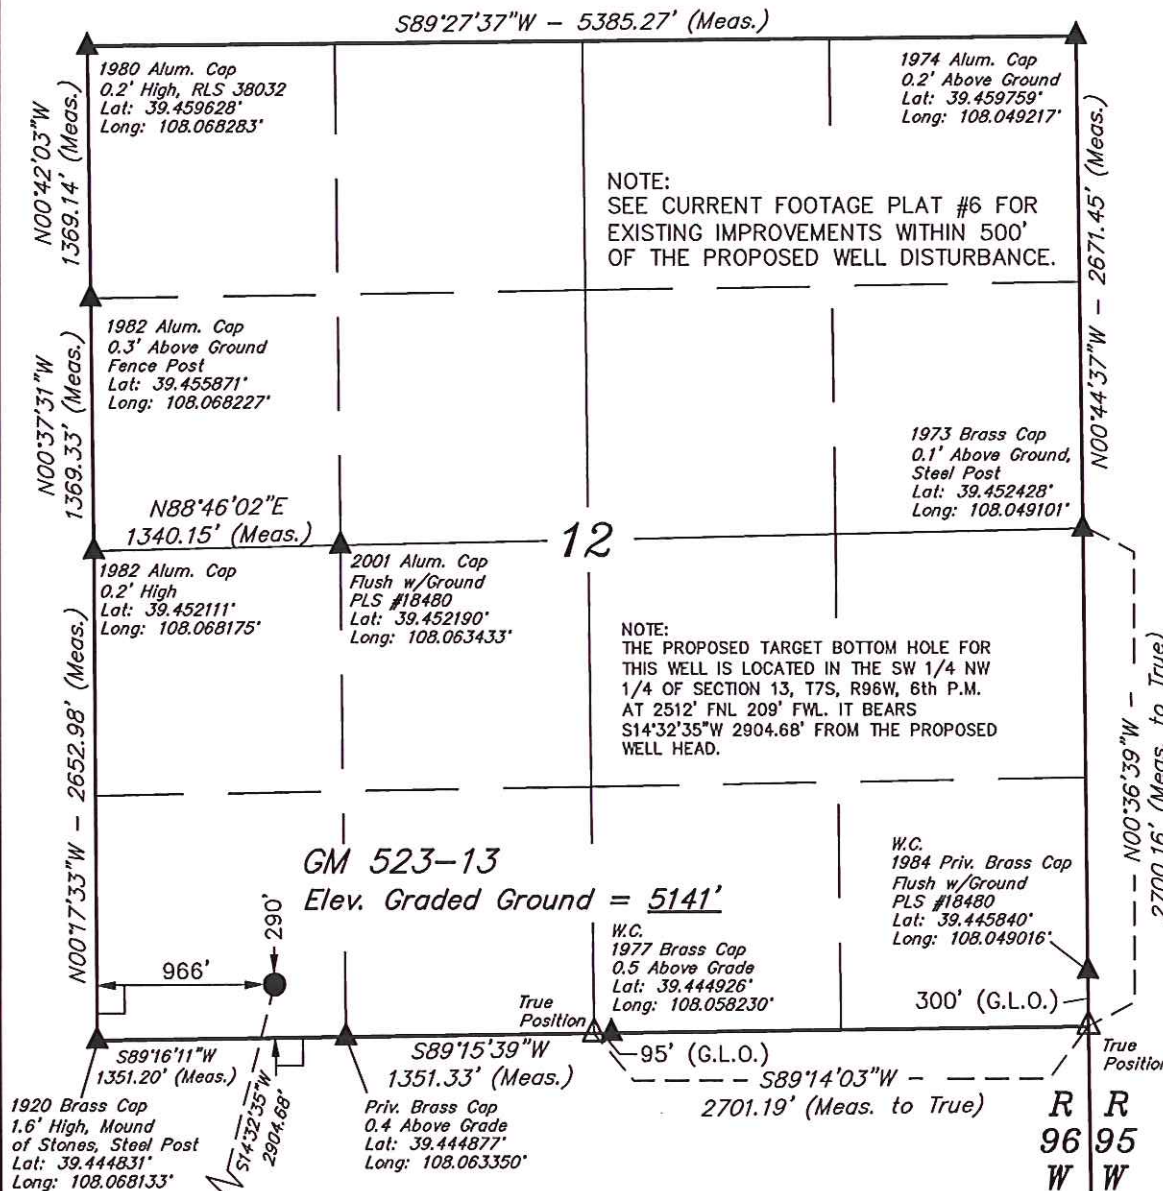 S89°27'37"W - 5385.27' (Meas.)
1980 Alum. Cap
0.2' High, RLS 38032
Lat: 39.459628°
Long: 108.068283°
1974 Alum. Cap
0.2' Above Ground
Lat: 39.459759°
Long: 108.049217°
N00°42'03"W
1369.14' (Meas.)
NOTE:
SEE CURRENT FOOTAGE PLAT #6 FOR
EXISTING IMPROVEMENTS WITHIN 500'
OF THE PROPOSED WELL DISTURBANCE.
N00°44'37"W - 2671.45' (Meas.)
1982 Alum. Cap
0.3' Above Ground
Fence Post
Lat: 39.455871°
Long: 108.068227°
N00°37'31"W
1369.33' (Meas.)
1973 Brass Cap
0.1' Above Ground,
Steel Post
Lat: 39.452428°
Long: 108.049101°
N88°46'02"E
1340.15' (Meas.)
12
1982 Alum. Cap
0.2' High
Lat: 39.452111°
Long: 108.068175°
2001 Alum. Cap
Flush w/Ground
PLS #18480
Lat: 39.452190°
Long: 108.063433°
NOTE:
THE PROPOSED TARGET BOTTOM HOLE FOR
THIS WELL IS LOCATED IN THE SW 1/4 NW
1/4 OF SECTION 13, T7S, R96W, 6th P.M.
AT 2512' FNL 209' FWL. IT BEARS
S14°32'35"W 2904.68' FROM THE PROPOSED
WELL HEAD.
N00°17'33"W - 2652.98' (Meas.)
N00°36'39"W -
2700.16' (Meas. to True)
GM 523-13
Elev. Graded Ground = 5141'
W.C.
1984 Priv. Brass Cap
Flush w/Ground
PLS #18480
Lat: 39.445840°
Long: 108.049016°
290'
966'
W.C.
1977 Brass Cap
0.5 Above Grade
Lat: 39.444926°
Long: 108.058230°
True
Position
300' (G.L.O.)
S89°16'11"W
1351.20' (Meas.)
S89°15'39"W
1351.33' (Meas.)
95' (G.L.O.)
S89°14'03"W
2701.19' (Meas. to True)
True
Position
S14°32'35"W
2904.68'
1920 Brass Cap
1.6' High, Mound
of Stones, Steel Post
Lat: 39.444831°
Long: 108.068133°
Priv. Brass Cap
0.4 Above Grade
Lat: 39.444877°
Long: 108.063350°
R R
96 95
W W